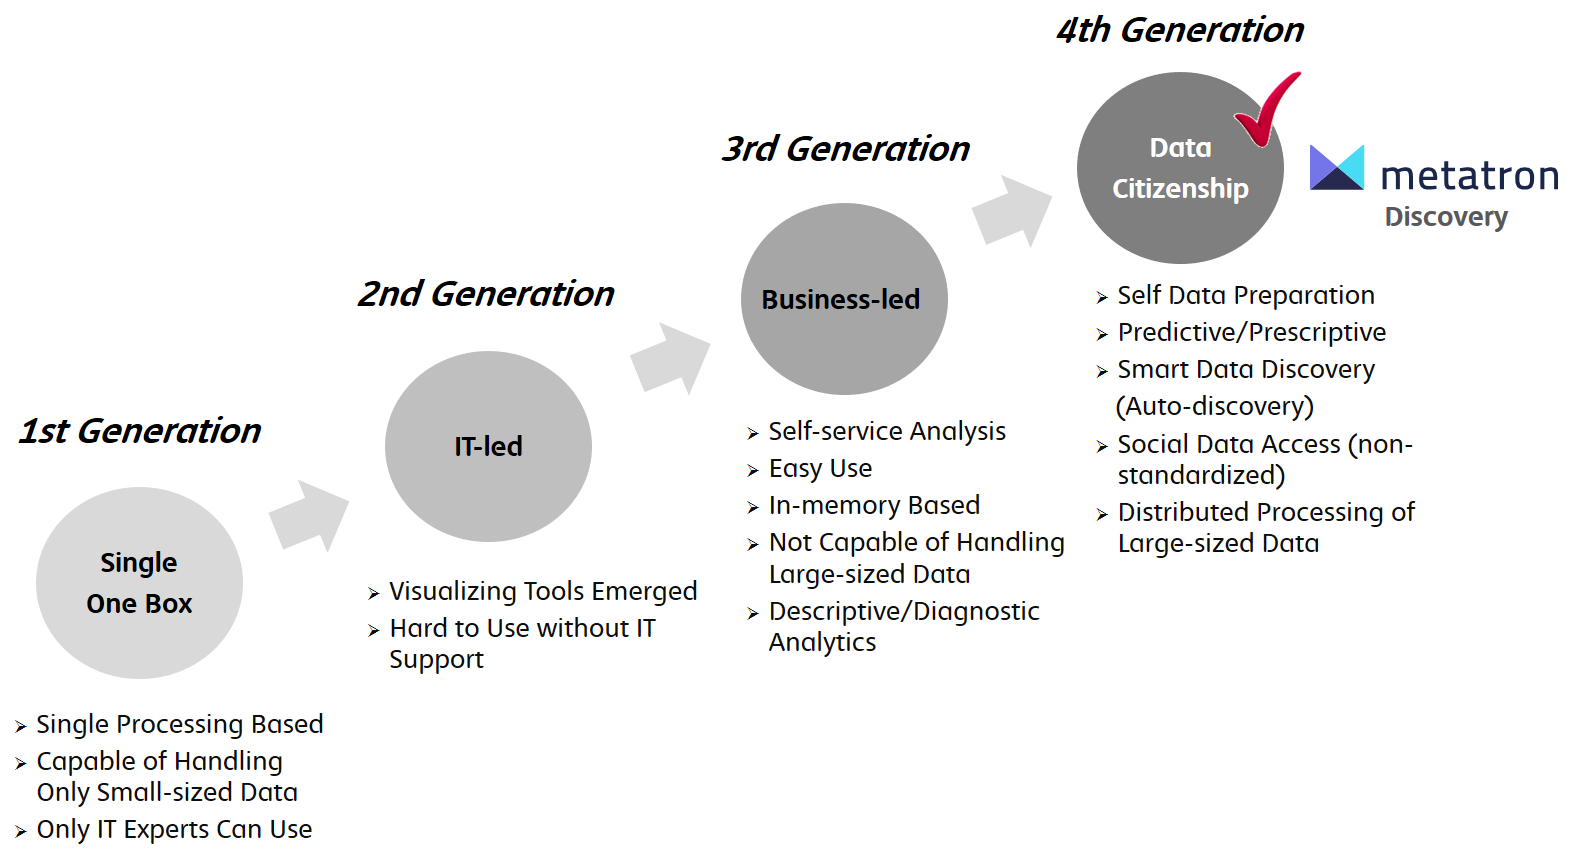 1st Generation
Single
One Box
Single Processing Based
Capable of Handling
Only Small-sized Data
Only IT Experts Can Use
2nd Generation
IT-led
Visualizing Tools Emerged
Hard to Use without IT
Support
3rd Generation
Business-led
Self-service Analysis
Easy Use
In-memory Based
Not Capable of Handling
Large-sized Data
Descriptive/Diagnostic
Analytics
4th Generation
Data
Citizenship
metatron
Discovery
Self Data Preparation
Predictive/Prescriptive
Smart Data Discovery
(Auto-discovery)
Social Data Access (non-
standardized)
Distributed Processing of
Large-sized Data